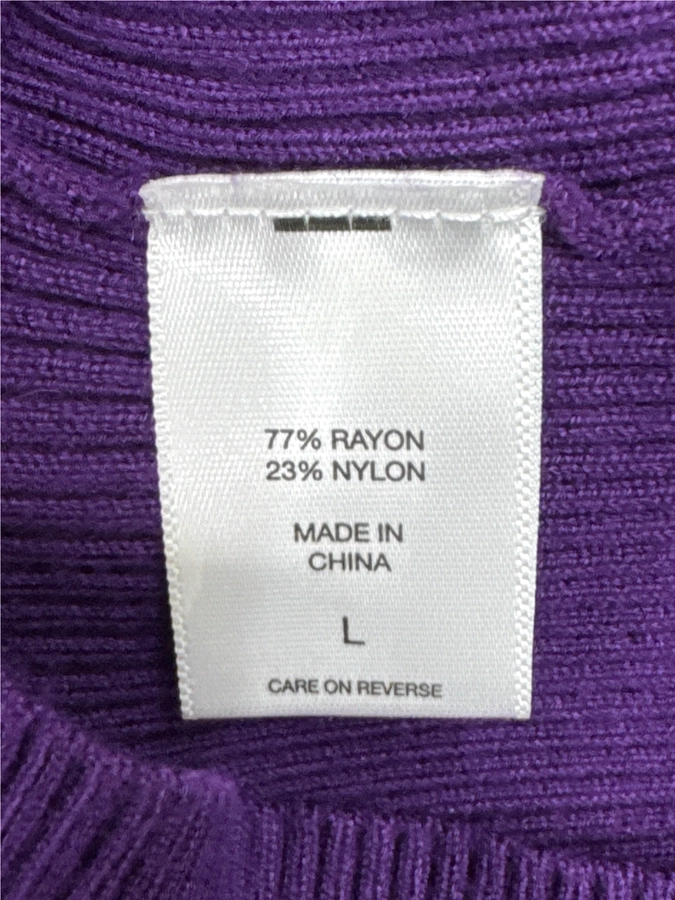 77% RAYON
23% NYLON
MADE IN
CHINA
L
CARE ON REVERSE